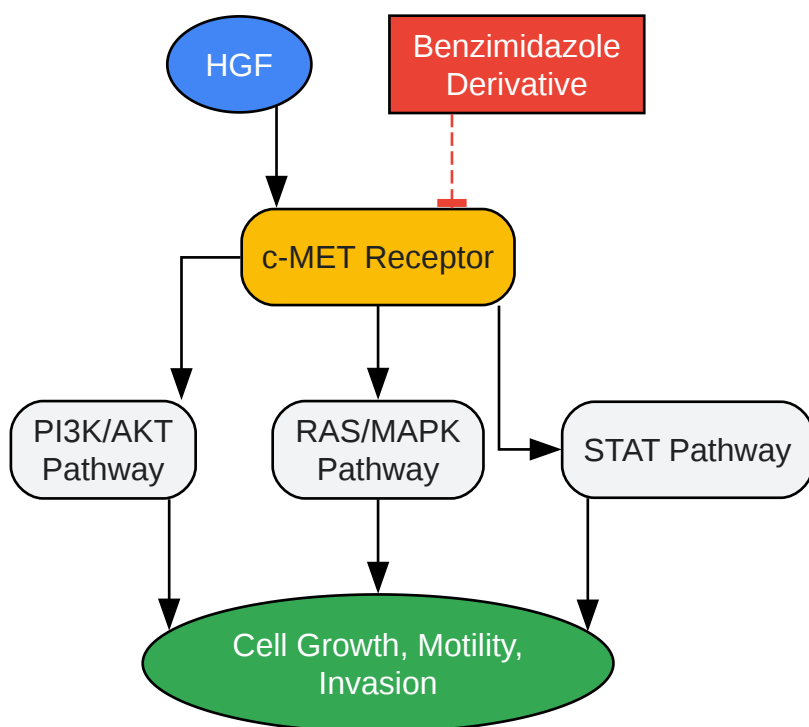 HGF
Benzimidazole
Derivative
c-MET Receptor
PI3K/AKT
Pathway
RAS/MAPK
Pathway
STAT Pathway
Cell Growth, Motility,
Invasion